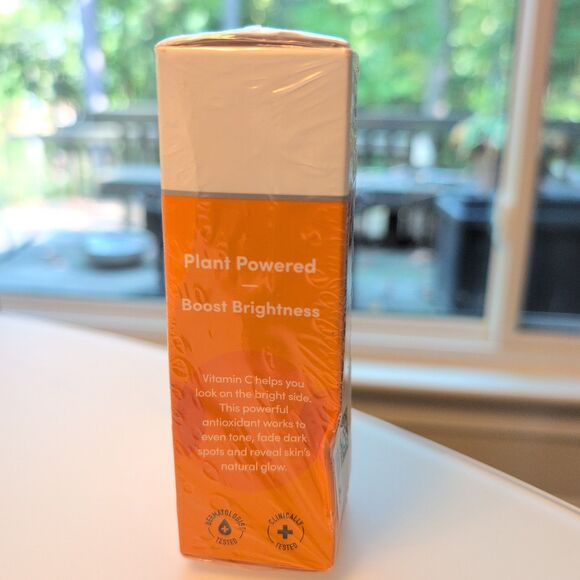 Plant Powered
Boost Brightness
Vitamin C helps you
look on the bright side.
This powerful
antioxidant works to
even tone, fade dark
spots and reveal skin's
natural glow.
DERMATOLOGIST
TESTED
CLINICALLY
TESTED